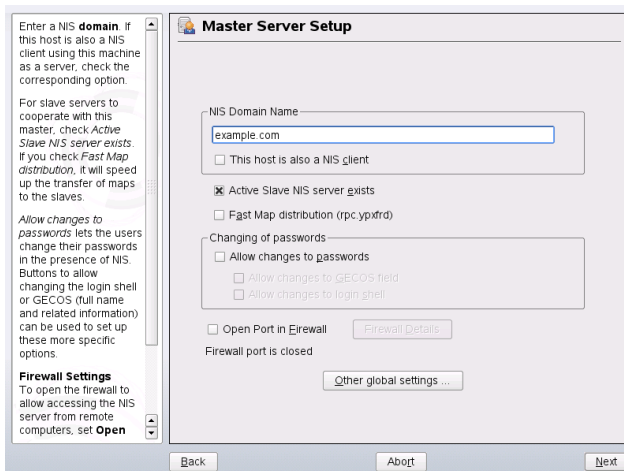 Enter a NIS domain. If
this host is also a NIS
client using this machine
as a server, check the
corresponding option.
For slave servers to
cooperate with this
master, check Active
Slave NIS server exists.
If you check Fast Map
distribution, it will speed
up the transfer of maps
to the slaves.
Allow changes to
passwords lets the users
change their passwords
in the presence of NIS.
Buttons to allow
changing the login shell
or GECOS (full name
and related information)
can be used to set up
these more specific
options.
Firewall Settings
To open the firewall to
allow accessing the NIS
server from remote
computers, set Open
Master Server Setup
NIS Domain Name
example.com
This host is also a NIS client
Active Slave NIS server exists
Fast Map distribution (rpc.ypxfrd)
Changing of passwords
Allow changes to passwords
Allow changes to GECOS field
Allow changes to login shell
Open Port in Firewall
Firewall Details...
Firewall port is closed
Other global settings ...
Back
Abort
Next